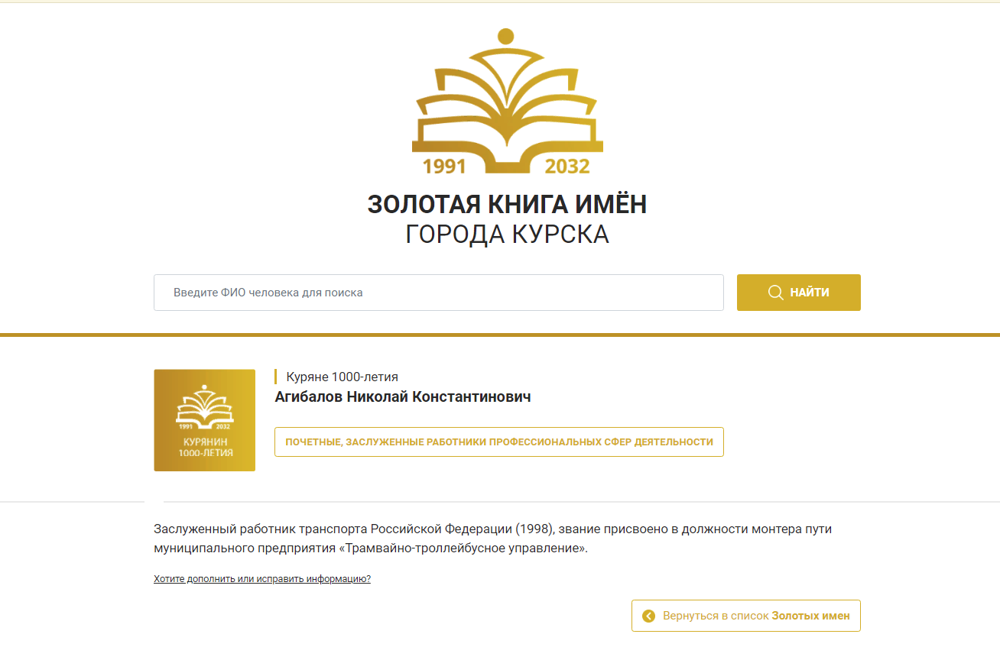 1991 2032
ЗОЛОТАЯ КНИГА ИМЁН
ГОРОДА КУРСКА
Введите ФИО человека для поиска
НАЙТИ
1991 2032
КУРЯНИН
1000-ЛЕТИЯ
Куряне 1000-летия
Агибалов Николай Константинович
ПОЧЕТНЫЕ, ЗАСЛУЖЕННЫЕ РАБОТНИКИ ПРОФЕССИОНАЛЬНЫХ СФЕР ДЕЯТЕЛЬНОСТИ
Заслуженный работник транспорта Российской Федерации (1998), звание присвоено в должности монтера пути
муниципального предприятия «Трамвайно-троллейбусное управление».
Хотите дополнить или исправить информацию?
Вернуться в список Золотых имен